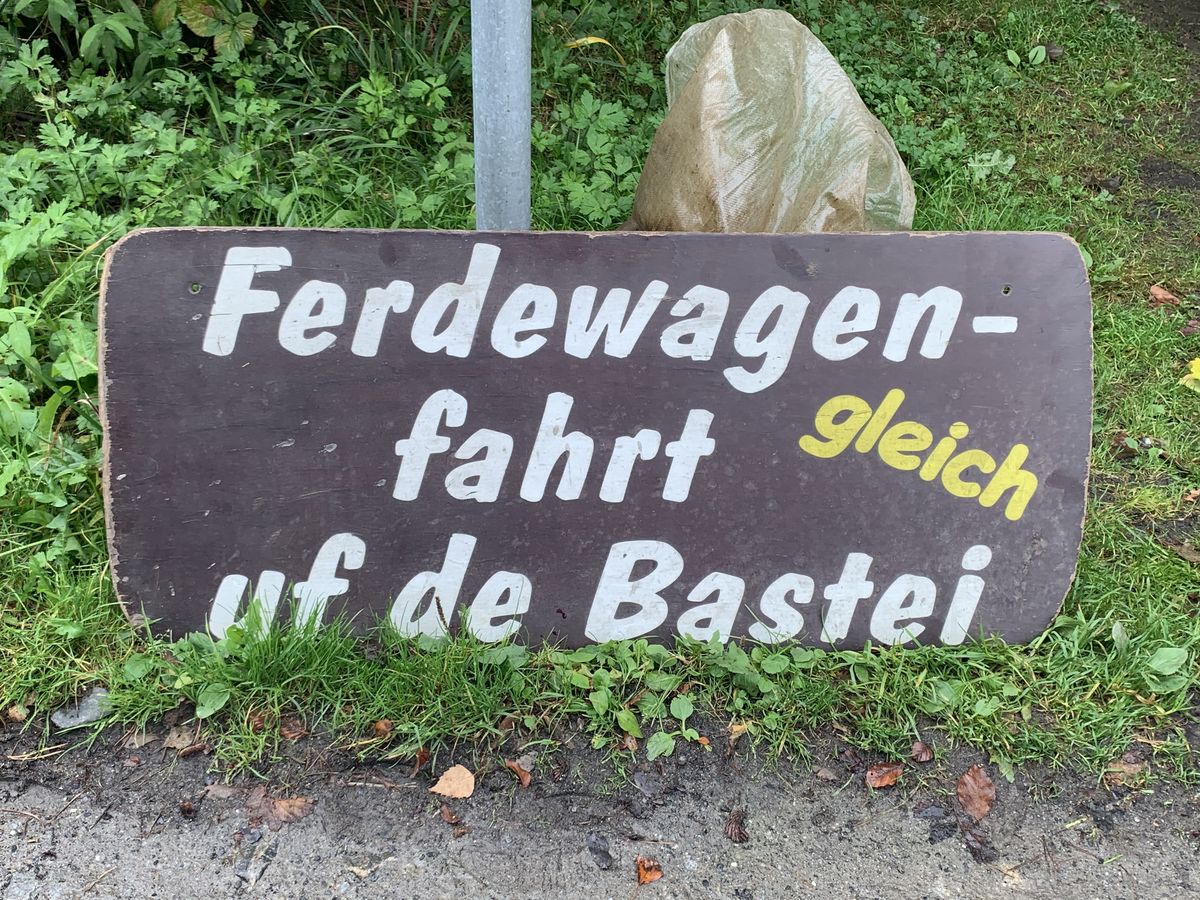 Ferdewagen-
fahrt gleich
uf de Bastei